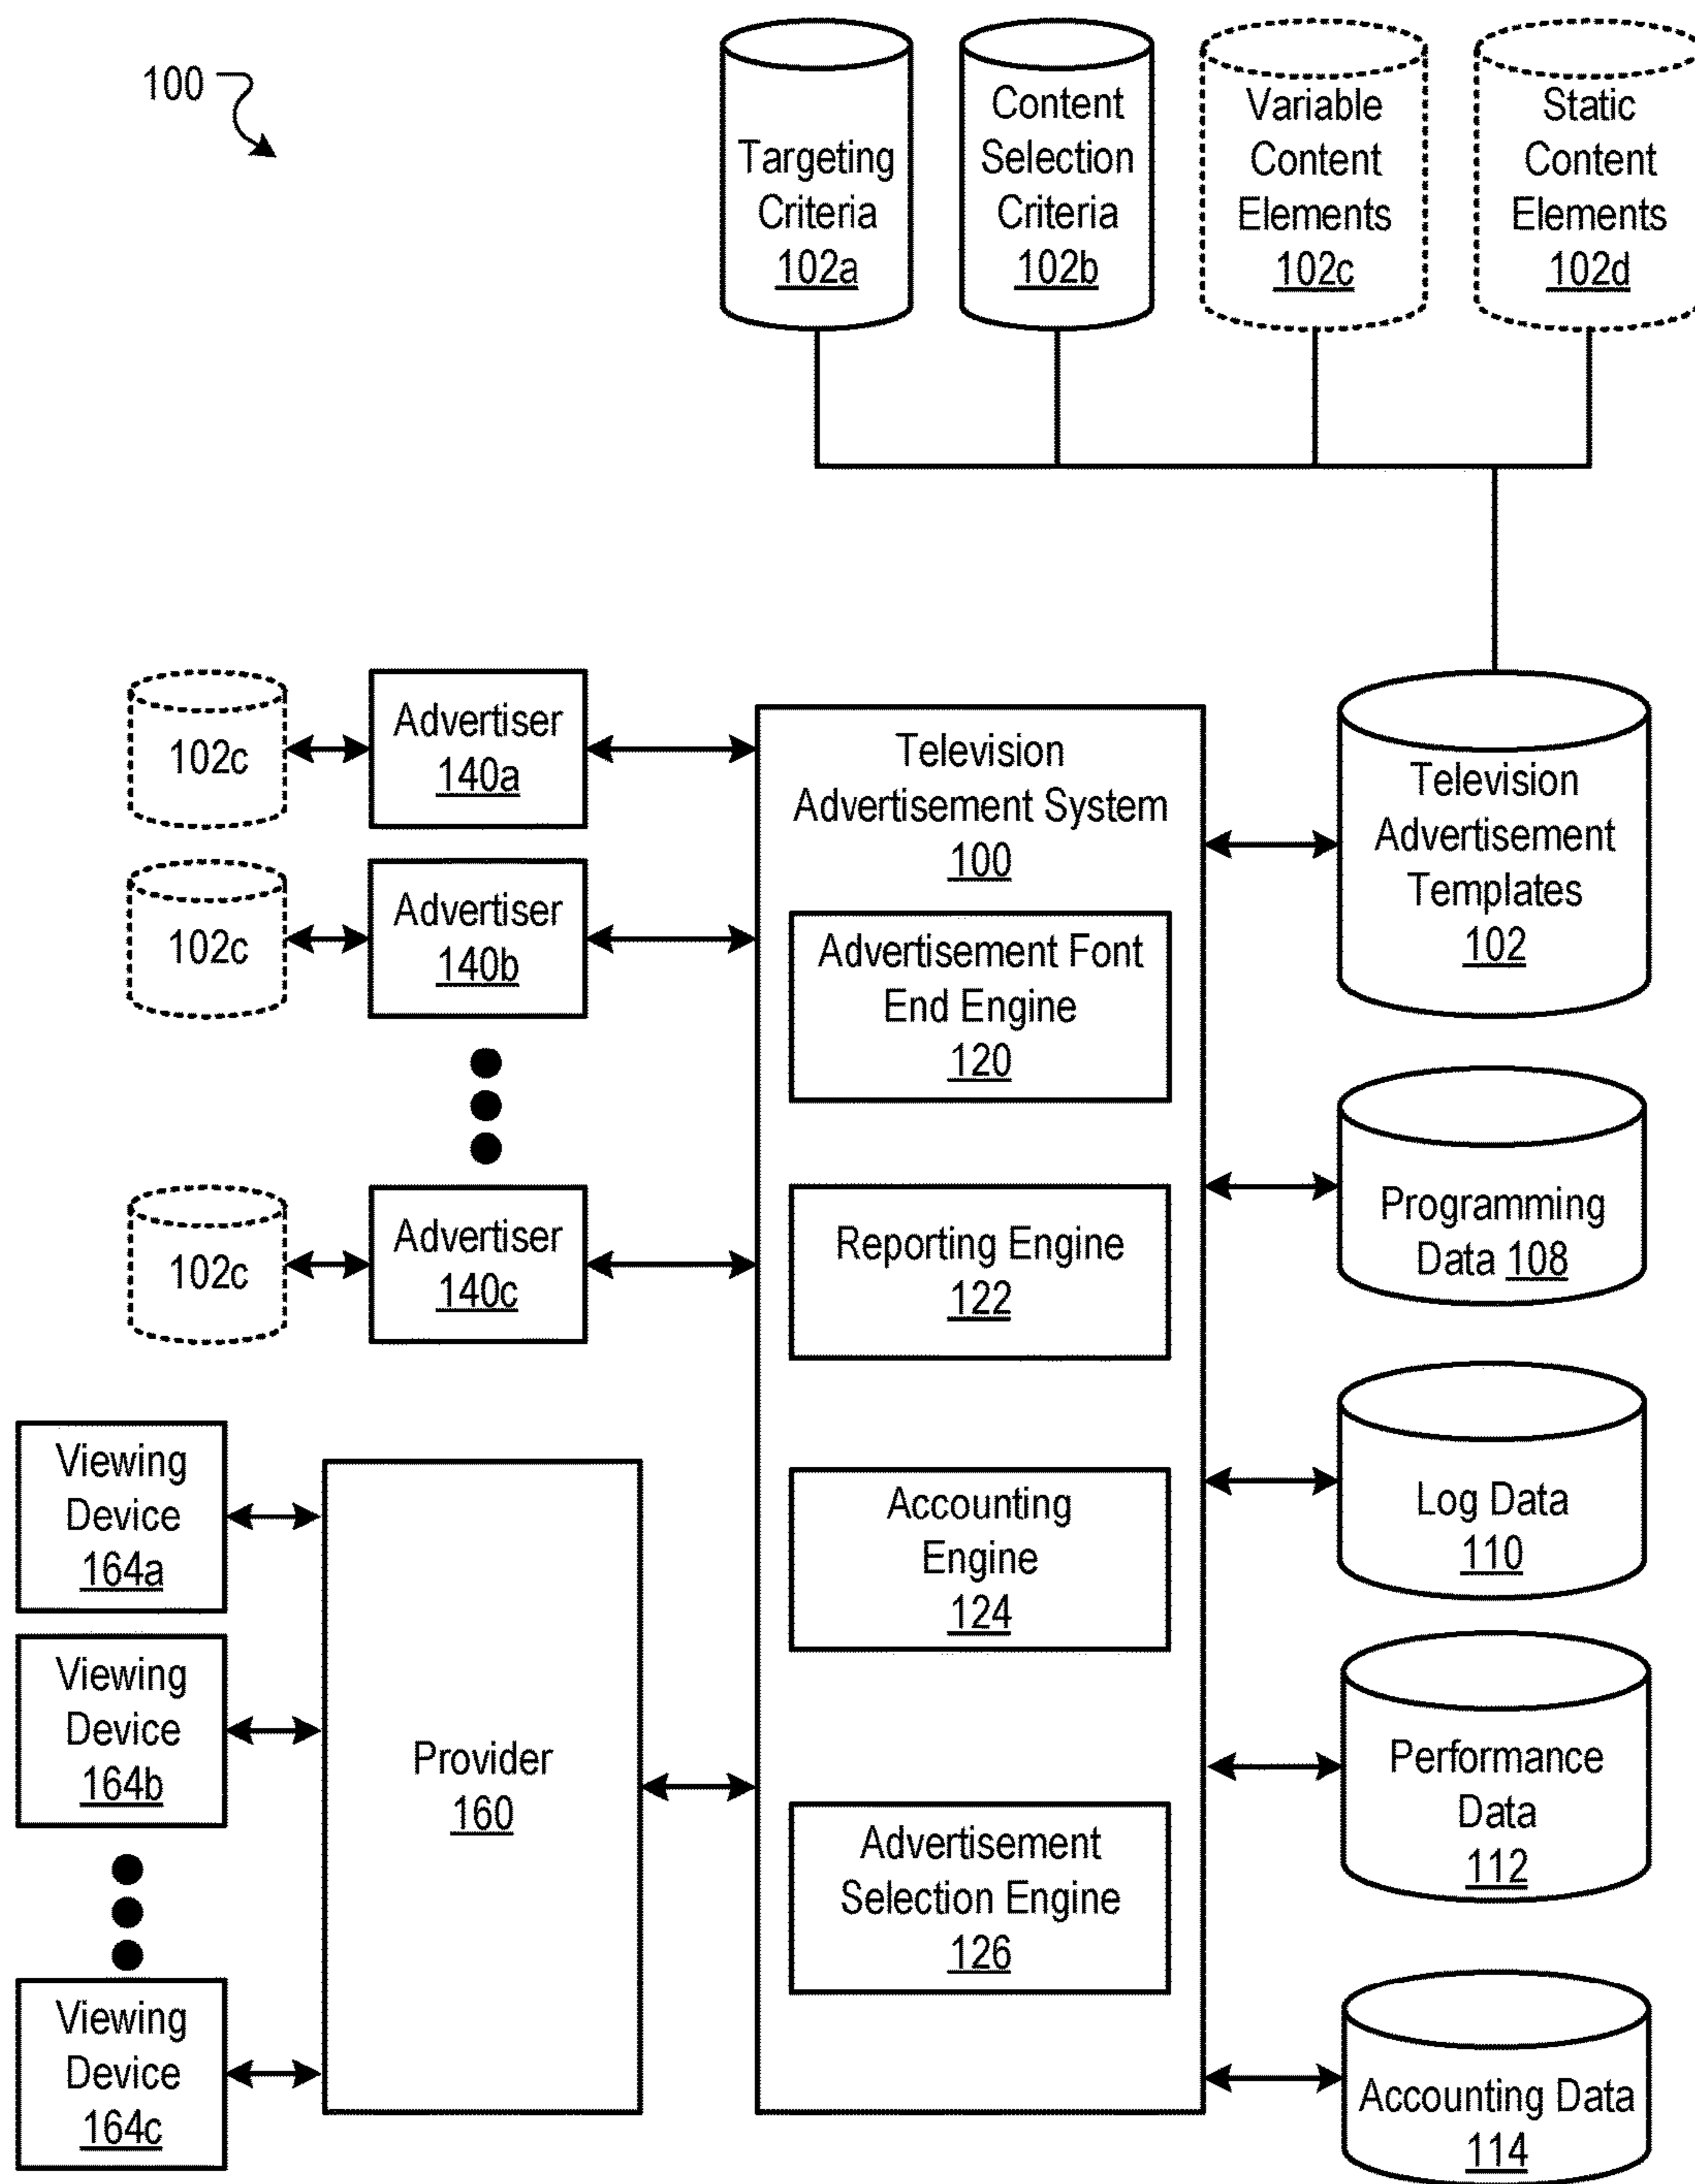 100
Targeting
Criteria
102a
Content
Selection
Criteria
102b
Variable
Content
Elements
102c
Static
Content
Elements
102d
102c
Advertiser
140a
102c
Advertiser
140b
102c
Advertiser
140c
Television
Advertisement System
100
Advertisement Font
End Engine
120
Reporting Engine
122
Accounting
Engine
124
Advertisement
Selection Engine
126
Television
Advertisement
Templates
102
Programming
Data 108
Log Data
110
Performance
Data
112
Accounting Data
114
Viewing
Device
164a
Viewing
Device
164b
Viewing
Device
164c
Provider
160